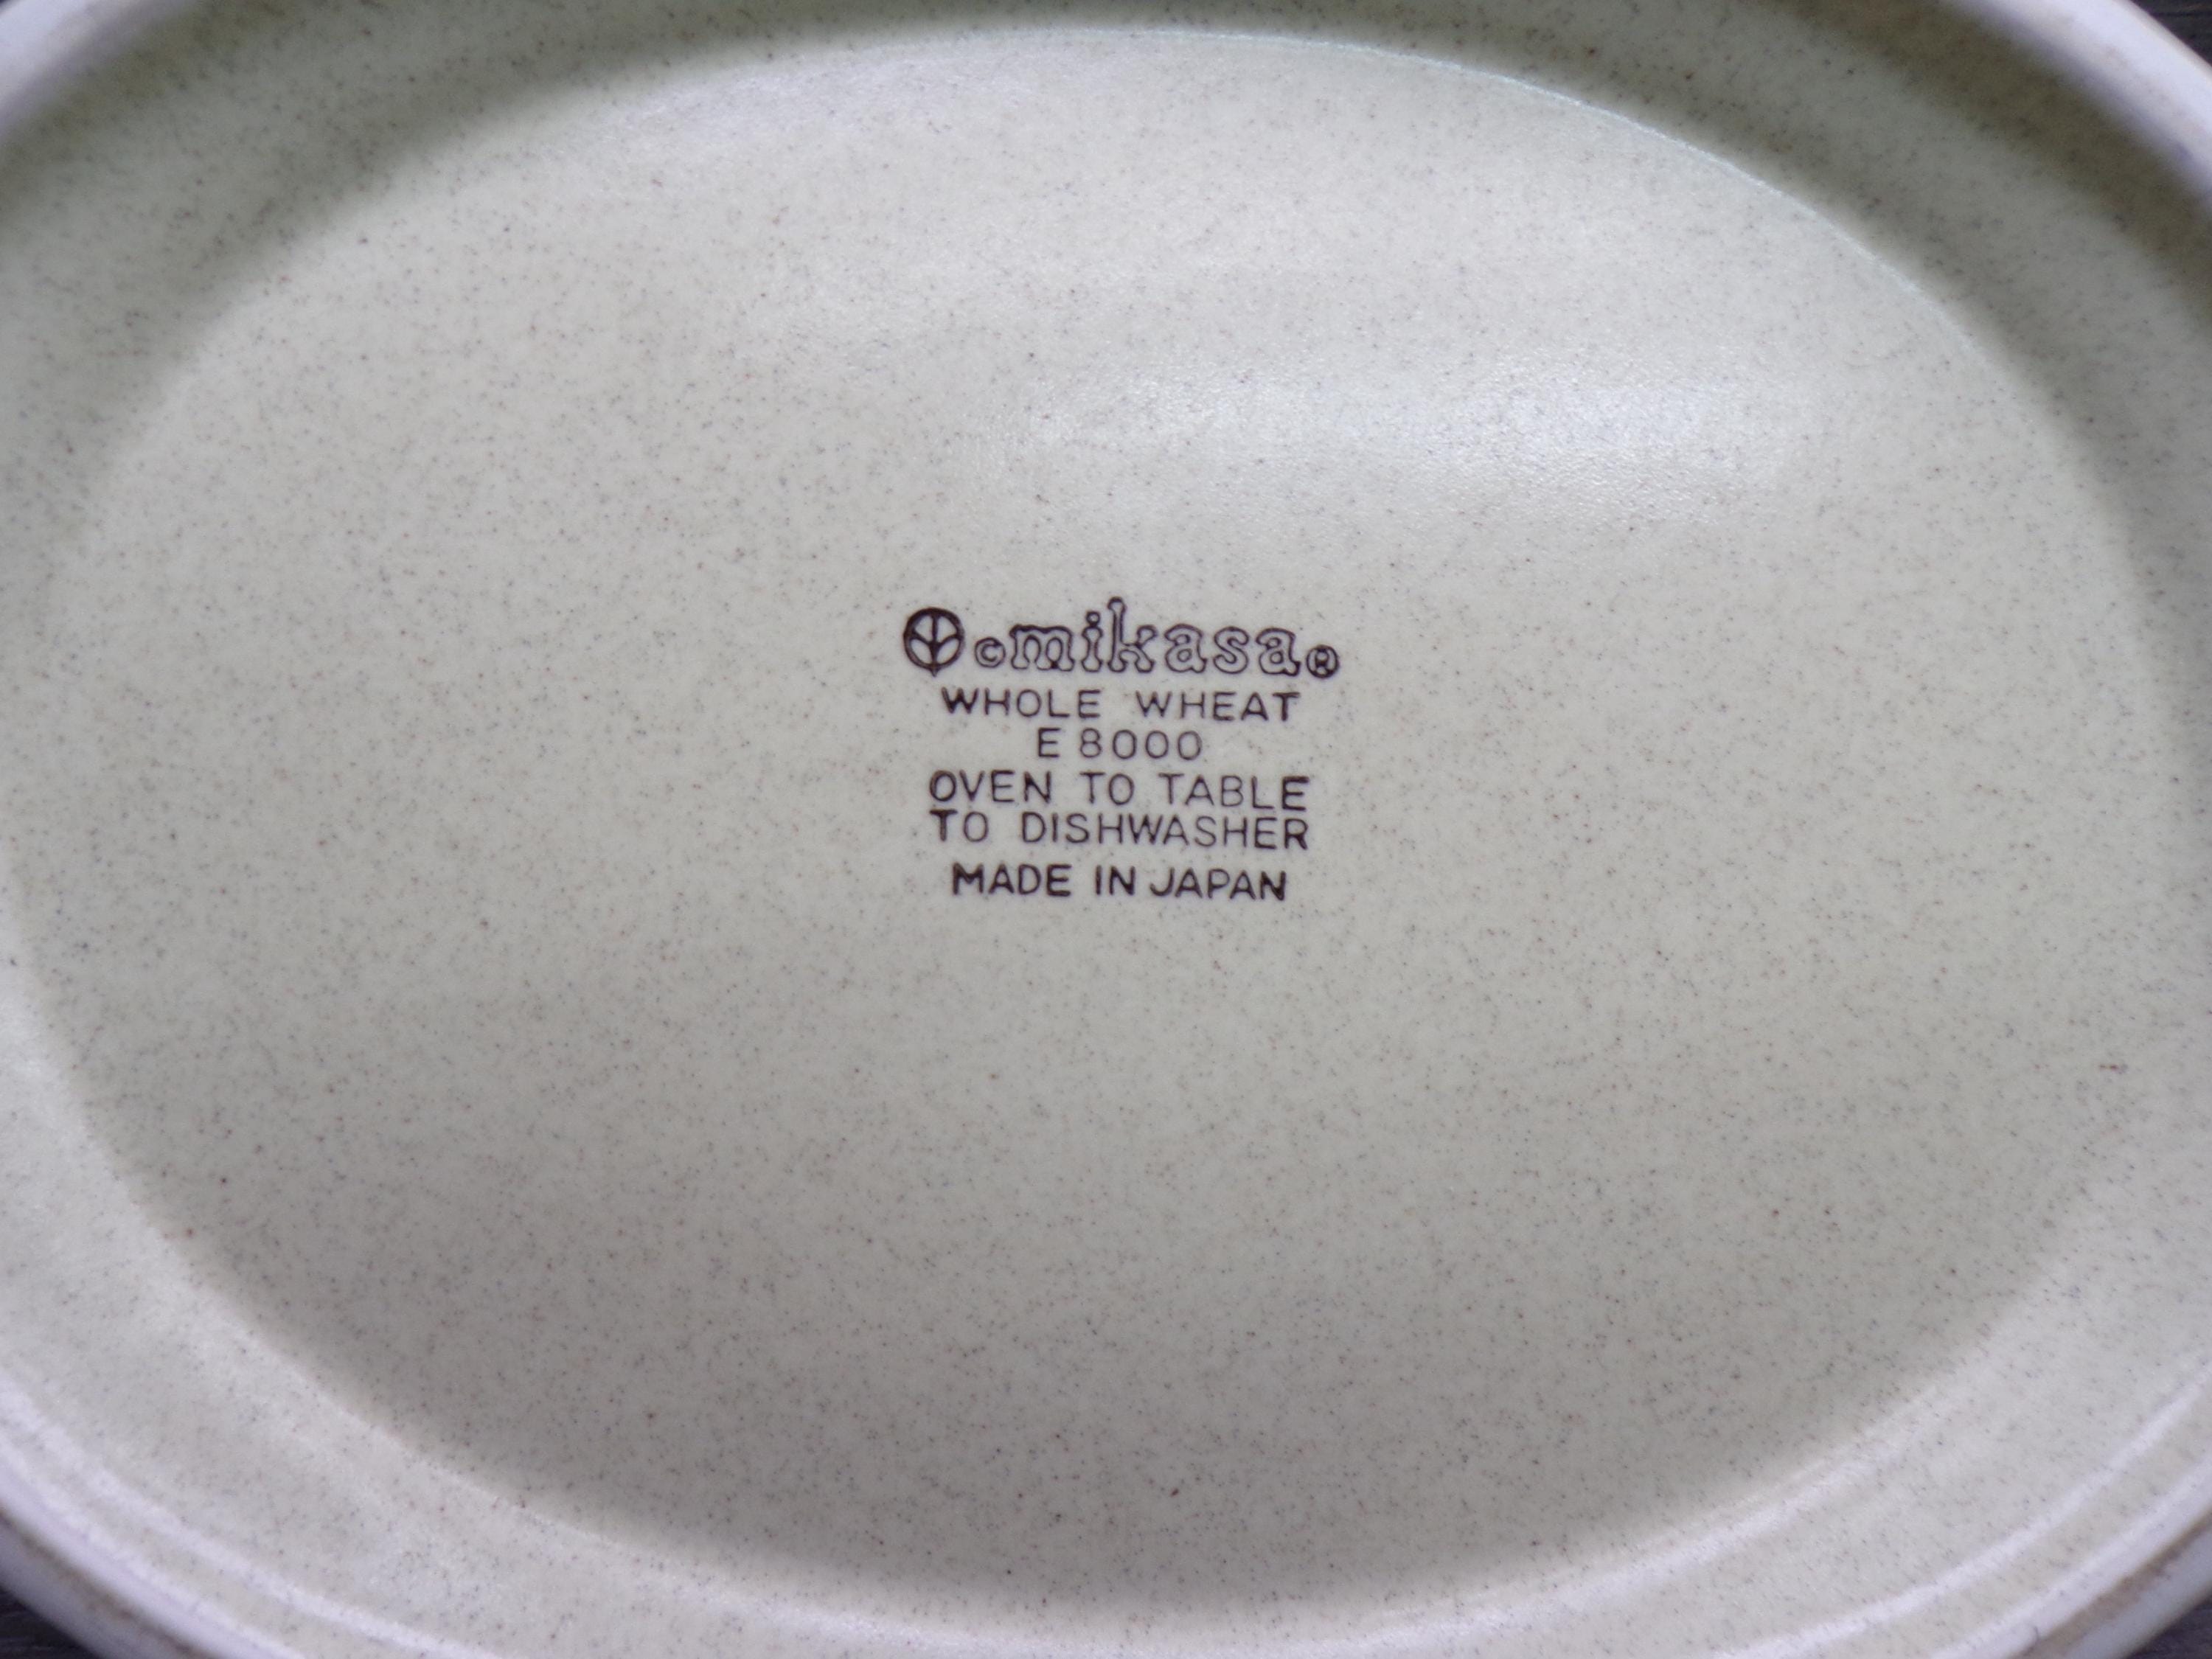 ©mikasa®
WHOLE WHEAT
E 8000
OVEN TO TABLE
TO DISHWASHER
MADE IN JAPAN